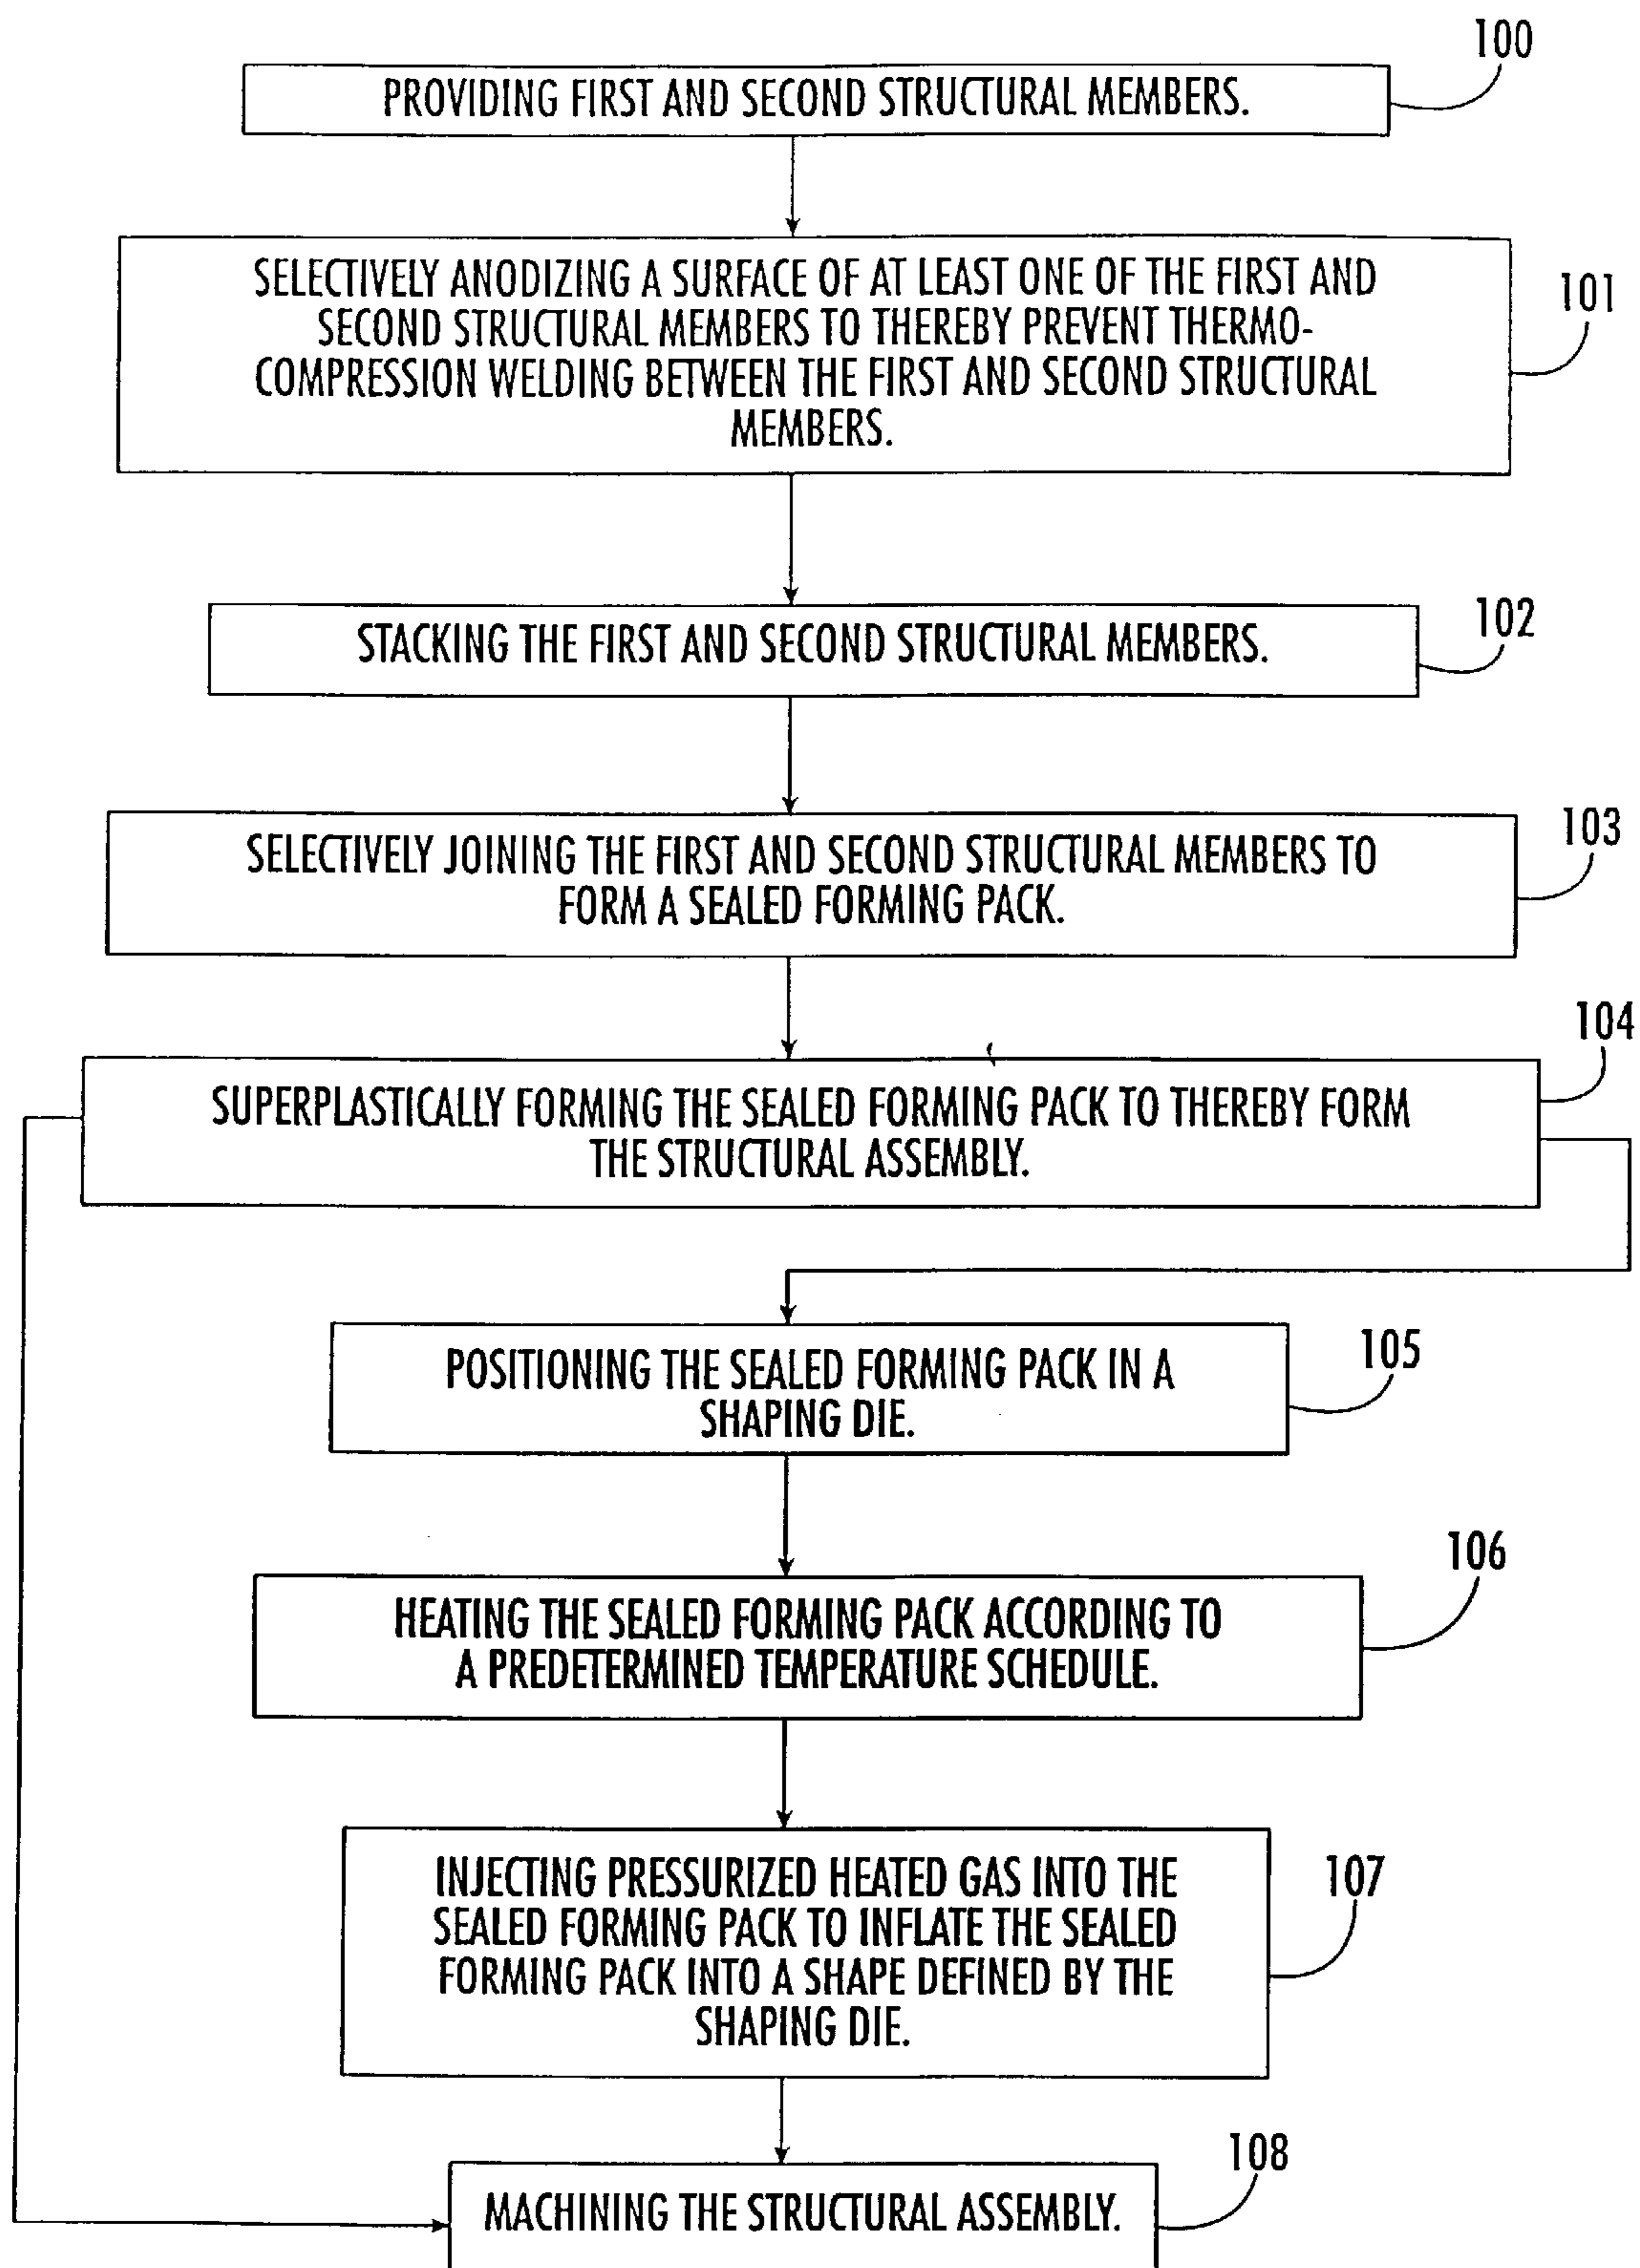 100
PROVIDING FIRST AND SECOND STRUCTURAL MEMBERS.
SELECTIVELY ANODIZING A SURFACE OF AT LEAST ONE OF THE FIRST AND
SECOND STRUCTURAL MEMBERS TO THEREBY PREVENT THERMO-
COMPRESSION WELDING BETWEEN THE FIRST AND SECOND STRUCTURAL
MEMBERS.
101
STACKING THE FIRST AND SECOND STRUCTURAL MEMBERS.
102
SELECTIVELY JOINING THE FIRST AND SECOND STRUCTURAL MEMBERS TO
FORM A SEALED FORMING PACK.
103
104
SUPERPLASTICALLY FORMING THE SEALED FORMING PACK TO THEREBY FORM
THE STRUCTURAL ASSEMBLY.
POSITIONING THE SEALED FORMING PACK IN A
SHAPING DIE.
105
106
HEATING THE SEALED FORMING PACK ACCORDING TO
A PREDETERMINED TEMPERATURE SCHEDULE.
INJECTING PRESSURIZED HEATED GAS INTO THE
SEALED FORMING PACK TO INFLATE THE SEALED
FORMING PACK INTO A SHAPE DEFINED BY THE
SHAPING DIE.
107
108
MACHINING THE STRUCTURAL ASSEMBLY.